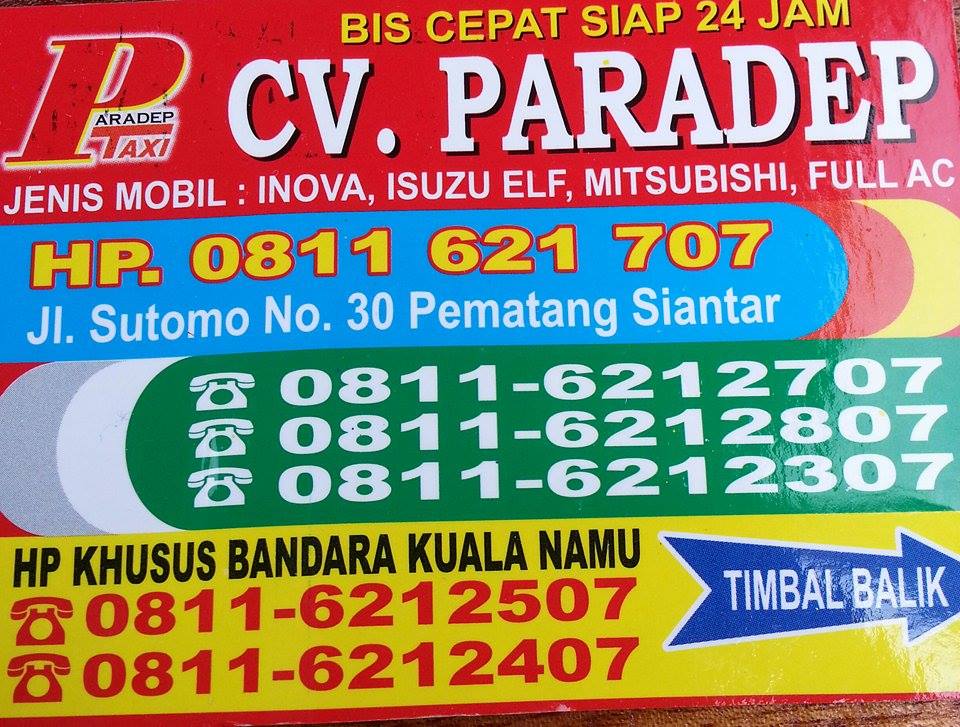 BIS CEPAT SIAP 24 JAM
PARADEP
TAXI
CV. PARADEP
JENIS MOBIL : INOVA, ISUZU ELF, MITSUBISHI, FULL AC
HP. 0811 621 707
Jl. Sutomo No. 30 Pematang Siantar
0811-6212707
0811-6212807
0811-6212307
HP KHUSUS BANDARA KUALA NAMU
0811-6212507
0811-6212407
TIMBAL BALIK